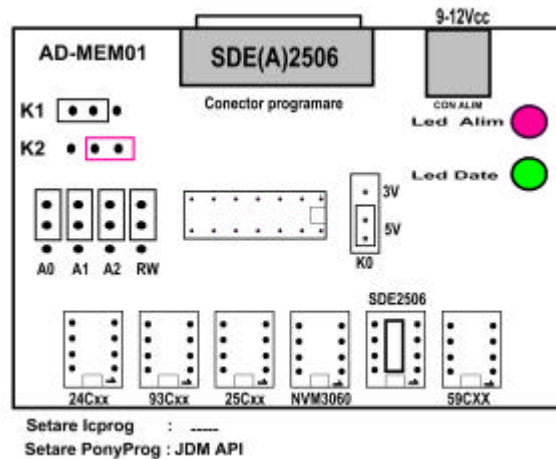 9-12Vcc
AD-MEM01
SDE(A)2506
Conector programare
CON ALIM
K1
Led Alim
K2
Led Date
3V
5V
A0 A1 A2 RW
K0
SDE2506
24Cxx 93Cxx 25Cxx NVM3060 59CXX
Setare Icprog : -----
Setare PonyProg : JDM API